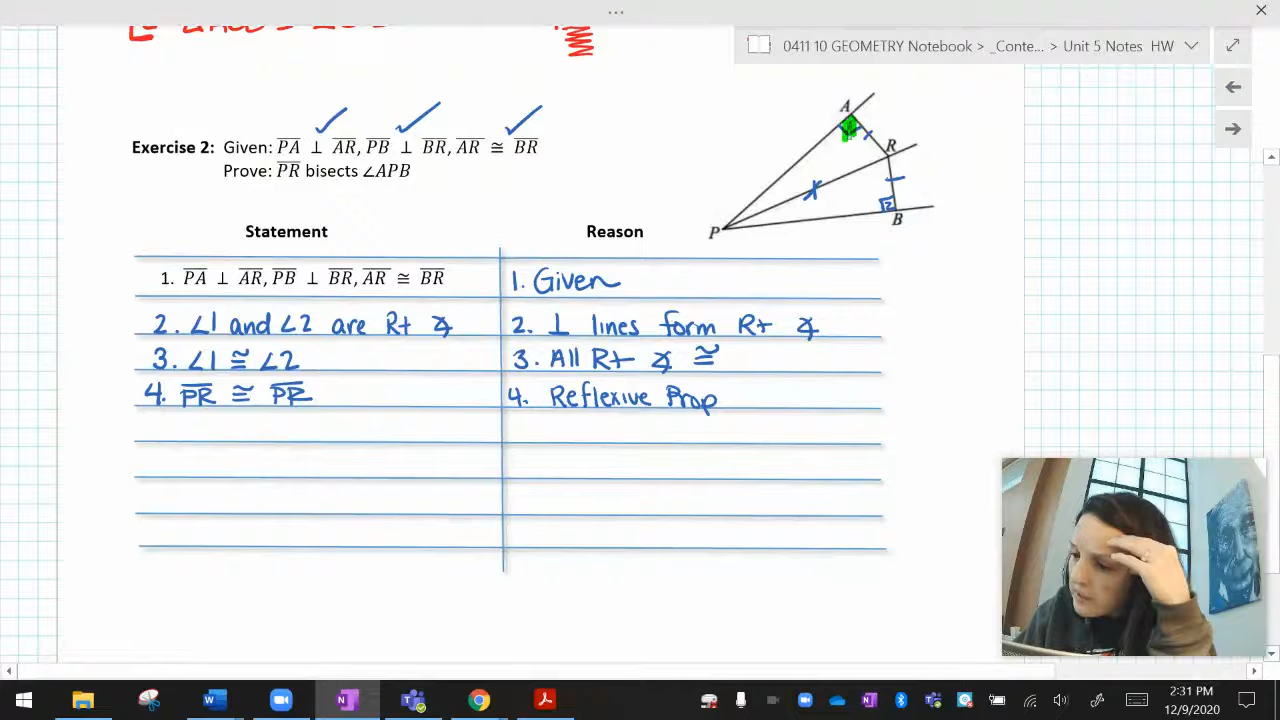 0411 10 GEOMETRY Notebook > _Conte... > Unit 5 Notes HW
Exercise 2: Given: PA ⊥ AR, PB ⊥ BR, AR ≅ BR
Prove: PR bisects ∠APB
A
R
P
B
2
Statement
Reason
1. PA ⊥ AR, PB ⊥ BR, AR ≅ BR
1. Given
2. ∠1 and ∠2 are Rt ∡
2. ⊥ lines form Rt ∡
3. ∠1 ≅ ∠2
3. All Rt ∡ ≅
4. PR ≅ PR
4. Reflexive Prop
2:31 PM
12/9/2020